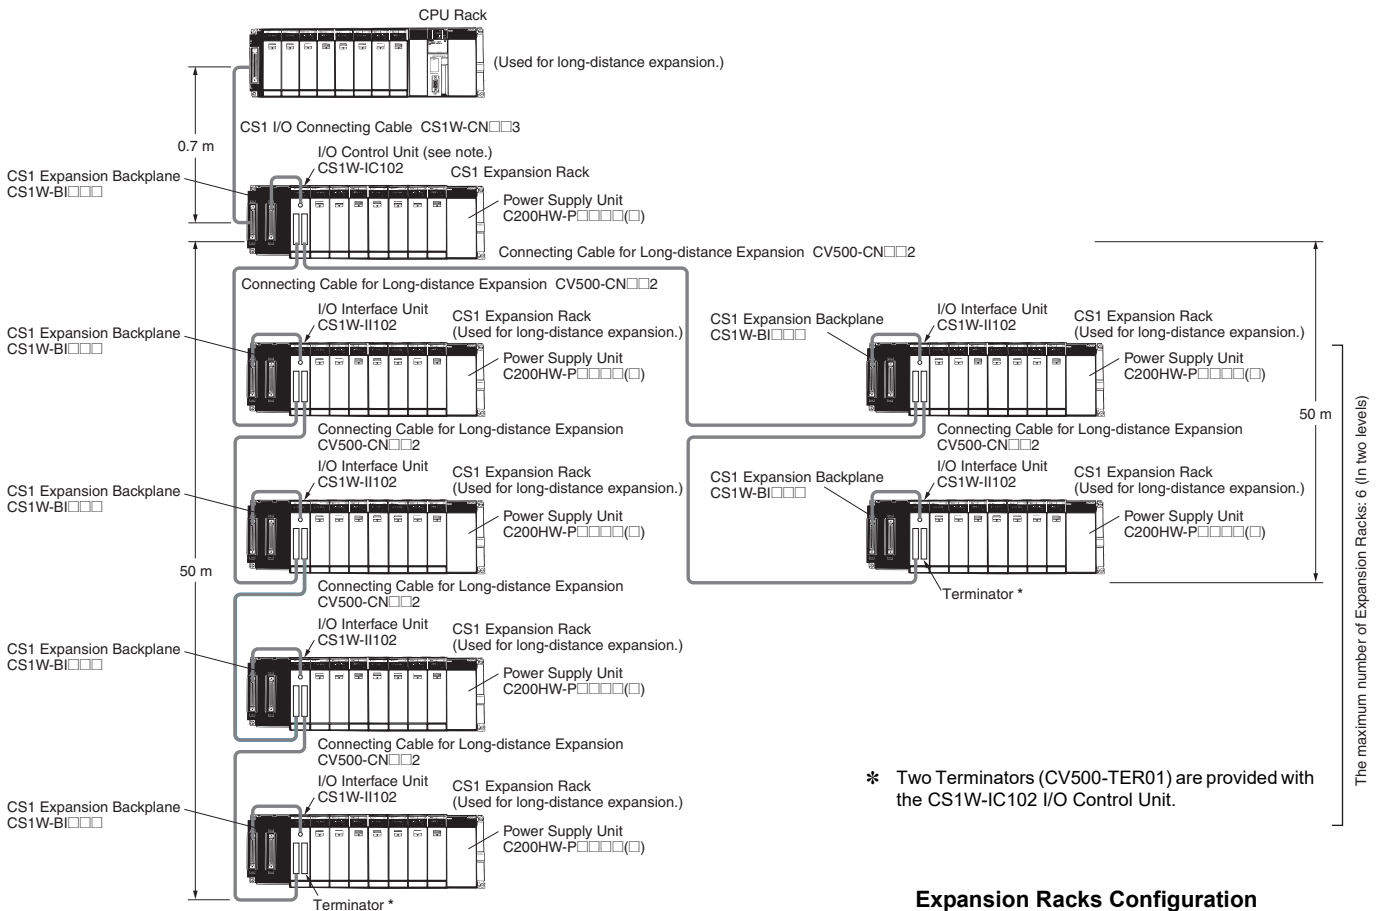 CPU Rack
(Used for long-distance expansion.)
CS1 I/O Connecting Cable CS1W-CN□□3
0.7 m
I/O Control Unit (see note.)
CS1W-IC102
CS1 Expansion Rack
CS1 Expansion Backplane
CS1W-BI□□□
Power Supply Unit
C200HW-P□□□□(□)
Connecting Cable for Long-distance Expansion CV500-CN□□2
Connecting Cable for Long-distance Expansion CV500-CN□□2
I/O Interface Unit
CS1W-II102
CS1 Expansion Rack
(Used for long-distance expansion.)
CS1 Expansion Backplane
CS1W-BI□□□
Power Supply Unit
C200HW-P□□□□(□)
CS1 Expansion Backplane
CS1W-BI□□□
I/O Interface Unit
CS1W-II102
CS1 Expansion Rack
(Used for long-distance expansion.)
Power Supply Unit
C200HW-P□□□□(□)
50 m
Connecting Cable for Long-distance Expansion
CV500-CN□□2
Connecting Cable for Long-distance Expansion
CV500-CN□□2
I/O Interface Unit
CS1W-II102
CS1 Expansion Rack
(Used for long-distance expansion.)
CS1 Expansion Backplane
CS1W-BI□□□
Power Supply Unit
C200HW-P□□□□(□)
CS1 Expansion Backplane
CS1W-BI□□□
I/O Interface Unit
CS1W-II102
CS1 Expansion Rack
(Used for long-distance expansion.)
Power Supply Unit
C200HW-P□□□□(□)
Terminator *
50 m
Connecting Cable for Long-distance Expansion
CV500-CN□□2
I/O Interface Unit
CS1W-II102
CS1 Expansion Rack
(Used for long-distance expansion.)
CS1 Expansion Backplane
CS1W-BI□□□
Power Supply Unit
C200HW-P□□□□(□)
Connecting Cable for Long-distance Expansion
CV500-CN□□2
I/O Interface Unit
CS1W-II102
CS1 Expansion Rack
(Used for long-distance expansion.)
CS1 Expansion Backplane
CS1W-BI□□□
Power Supply Unit
C200HW-P□□□□(□)
Terminator *
The maximum number of Expansion Racks: 6 (In two levels)
* Two Terminators (CV500-TER01) are provided with
the CS1W-IC102 I/O Control Unit.
Expansion Racks Configuration